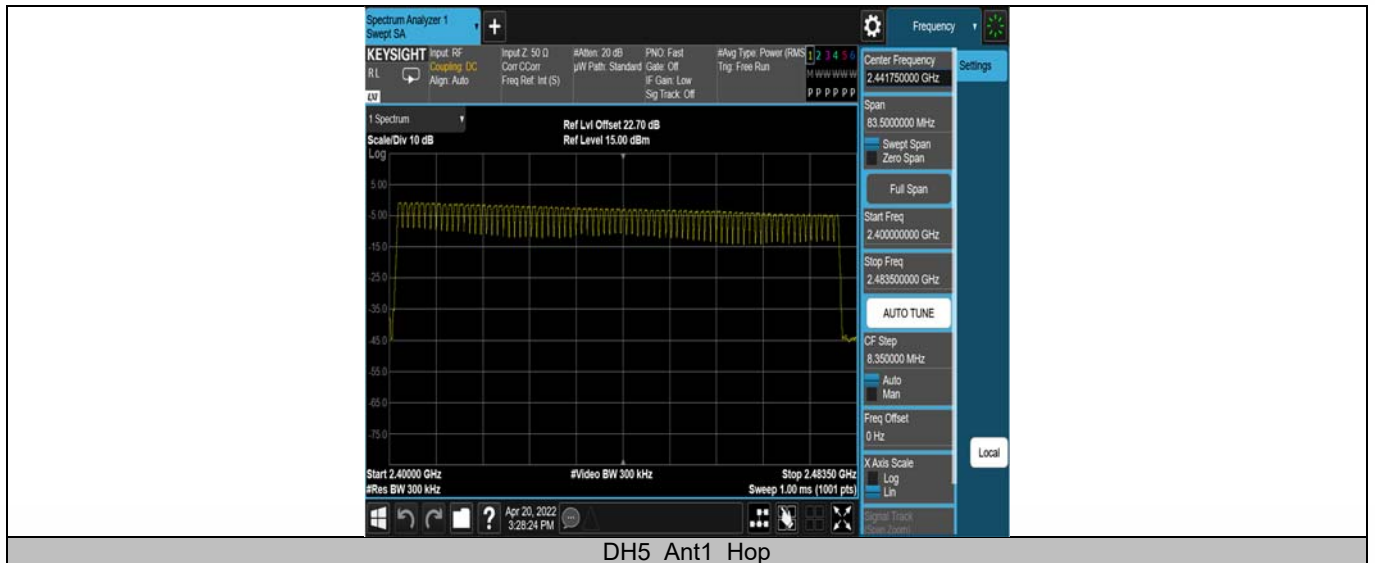 Spectrum Analyzer 1
Swept SA
+
Frequency
KEYSIGHT
RL
LXI
Input: RF
Coupling: DC
Align: Auto
Input Z: 50 Ω
Corr CCorr
Freq Ref: Int (S)
#Atten: 20 dB
µW Path: Standard
PNO: Fast
Gate: Off
IF Gain: Low
Sig Track: Off
#Avg Type: Power (RMS
Trig: Free Run
1 2 3 4 5 6
M W W W W W
P P P P P P
1 Spectrum
Scale/Div 10 dB
Ref Lvl Offset 22.70 dB
Ref Level 15.00 dBm
Log
5.00
-5.00
-15.0
-25.0
-35.0
-45.0
-55.0
-65.0
-75.0
Start 2.40000 GHz
#Video BW 300 kHz
Stop 2.48350 GHz
#Res BW 300 kHz
Sweep 1.00 ms (1001 pts)
Center Frequency
2.441750000 GHz
Settings
Span
83.5000000 MHz
Swept Span
Zero Span
Full Span
Start Freq
2.400000000 GHz
Stop Freq
2.483500000 GHz
AUTO TUNE
CF Step
8.350000 MHz
Auto
Man
Freq Offset
0 Hz
X Axis Scale
Log
Lin
Local
Signal Track
(Span Zoom)
?
Apr 20, 2022
3:28:24 PM
DH5_Ant1_Hop